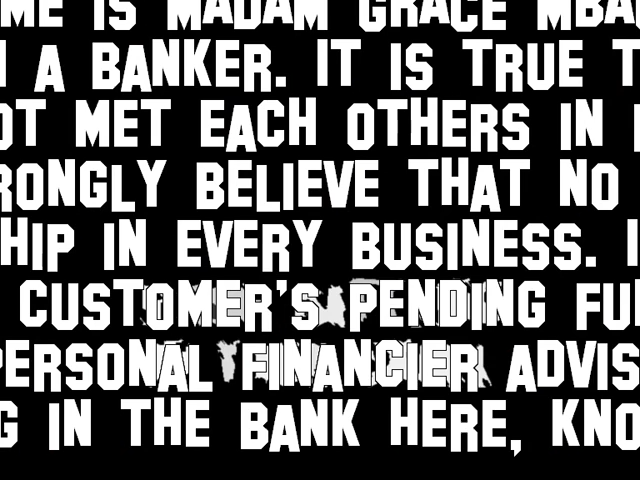 ME IS MADAM GRACE MBA
A BANKER. IT IS TRUE T
OT MET EACH OTHERS IN
RONGLY BELIEVE THAT NO
HIP IN EVERY BUSINESS. I
CUSTOMER'S PENDING FU
PERSONAL FINANCIER ADVIS
G IN THE BANK HERE, KNO